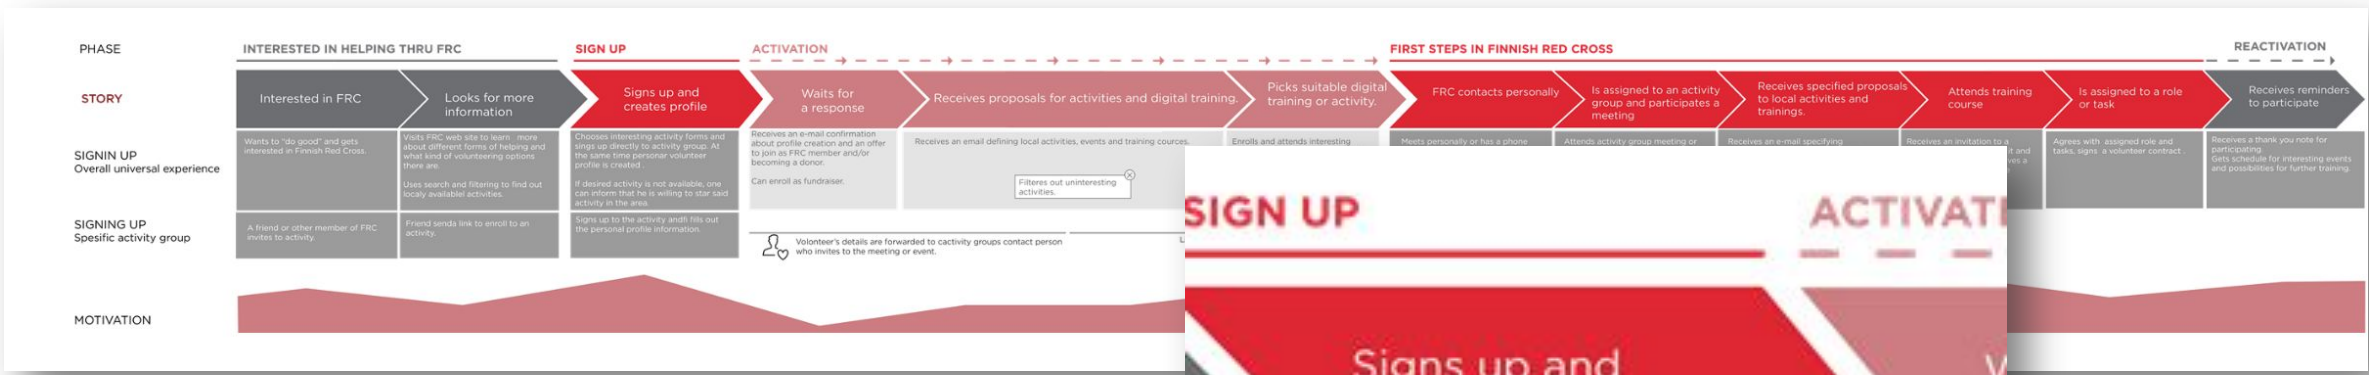 PHASE
INTERESTED IN HELPING THRU FRC
SIGN UP
ACTIVATION
FIRST STEPS IN FINNISH RED CROSS
REACTIVATION
STORY
Interested in FRC
Looks for more
information
Signs up and
creates profile
Waits for
a response
Receives proposals for activities and digital training.
Picks suitable digital
training or activity.
FRC contacts personally
Is assigned to an activity
group and participates a
meeting
Receives specified proposals
to local activities and
trainings.
Attends training
course
Is assigned to a role
or task
Receives reminders
to participate
SIGNIN UP
Overall universal experience
Wants to "do good" and gets
interested in Finnish Red Cross.
Visits FRC web site to learn more
about different forms of helping and
what kind of volunteering options
there are.
Uses search and filtering to find out
localy availablel activities.
Chooses interesting activity forms and
sings up directly to activity group. At
the same time personar volunteer
profile is created .
If desired activity is not available, one
can inform that he is willing to star said
activity in the area
Receives an e-mail confirmation
about profile creation and an offer
to join as FRC member and/or
becoming a donor.
Can enroll as fundraiser.
Receives an email defining local activities, events and training cources.
Filteres out uninteresting
activities.
Enrolls and attends interesting
Meets personally or has a phone
Attends activity group meeting or
Receives an e-mail specifying
Receives an invitation to a
it and
ves a
Agrees with assigned role and
tasks, signs a volunteer contract .
Receives a thank you note for
participating.
Gets schedule for interesting events
and possibilities for further training.
SIGNING UP
Spesific activity group
A friend or other member of FRC
invites to activity.
Friend senda link to enroll to an
activity.
Signs up to the activity andfi fills out
the personal profile information.
Volunteer's details are forwarded to cactivity groups contact person
who invites to the meeting or event.
L
MOTIVATION
SIGN UP
ACTIVATI
Signs up and